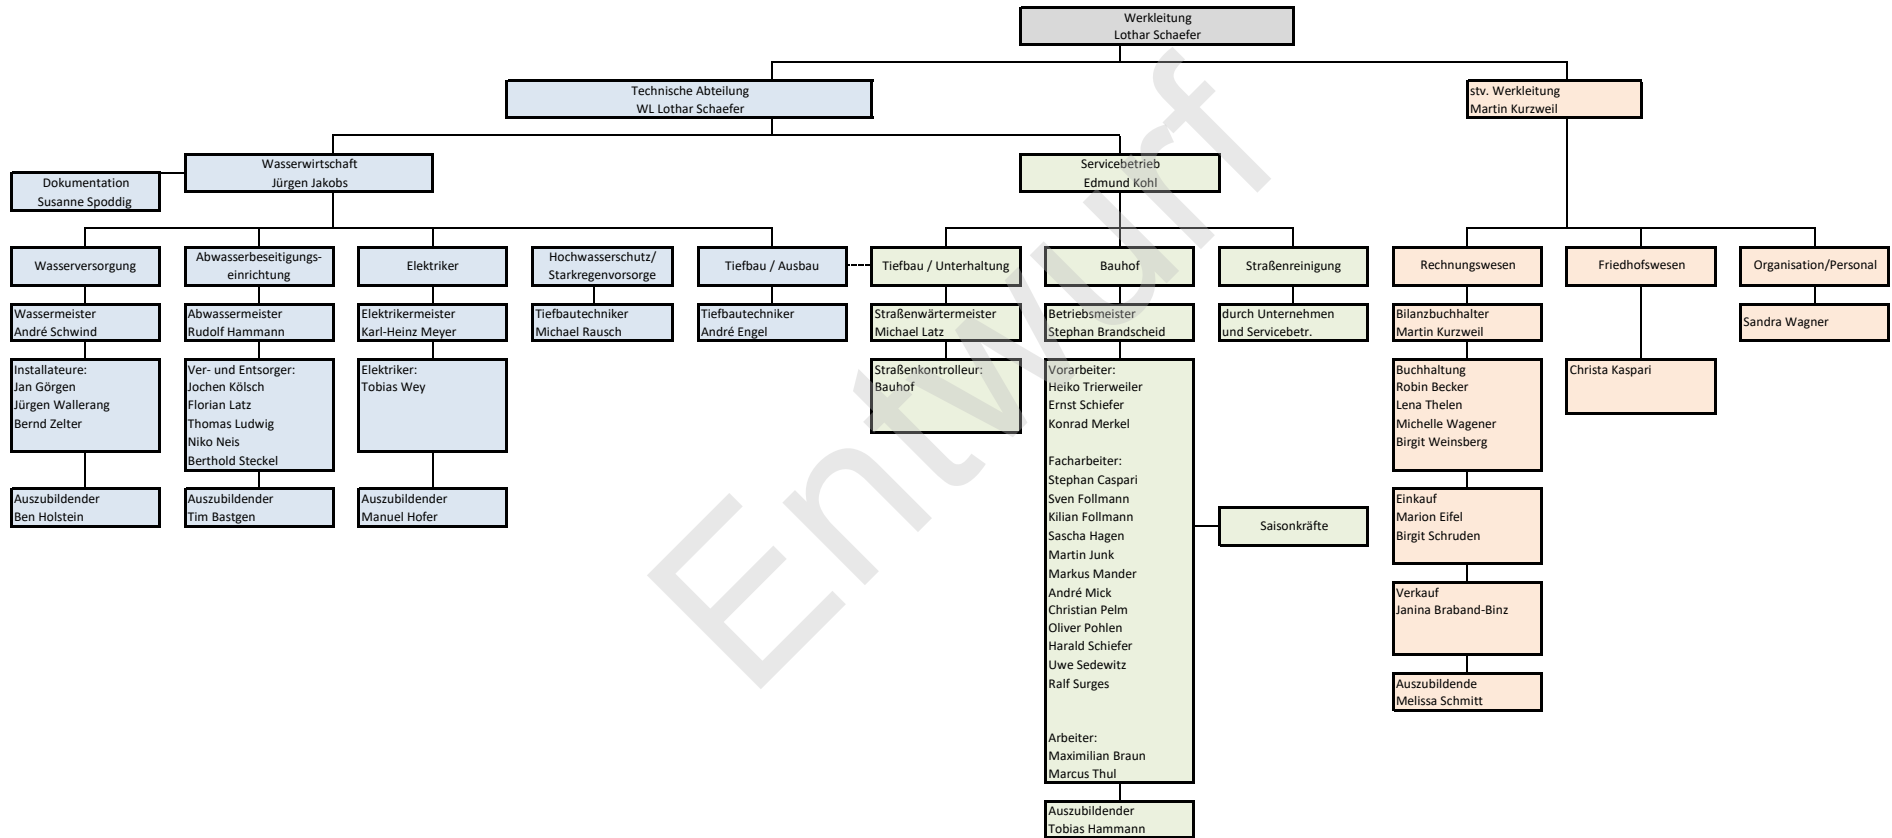 Werkleitung
Lothar Schaefer
Technische Abteilung
WL Lothar Schaefer
stv. Werkleitung
Martin Kurzweil
Wasserwirtschaft
Jürgen Jakobs
Servicebetrieb
Edmund Kohl
Dokumentation
Susanne Spoddig
Wasserversorgung
Abwasserbeseitigungs-
einrichtung
Elektriker
Hochwasserschutz/
Starkregenvorsorge
Tiefbau / Ausbau
Tiefbau / Unterhaltung
Bauhof
Straßenreinigung
Rechnungswesen
Friedhofswesen
Organisation/Personal
Wassermeister
André Schwind
Abwassermeister
Rudolf Hammann
Elektrikermeister
Karl-Heinz Meyer
Tiefbautechniker
Michael Rausch
Tiefbautechniker
André Engel
Straßenwärtermeister
Michael Latz
Betriebsmeister
Stephan Brandscheid
durch Unternehmen
und Servicebetr.
Bilanzbuchhalter
Martin Kurzweil
Sandra Wagner
Installateure:
Jan Görgen
Jürgen Wallerang
Bernd Zelter
Ver- und Entsorger:
Jochen Kölsch
Florian Latz
Thomas Ludwig
Niko Neis
Berthold Steckel
Elektriker:
Tobias Wey
Straßenkontrolleur:
Bauhof
Vorarbeiter:
Heiko Trierweiler
Ernst Schiefer
Konrad Merkel
Facharbeiter:
Stephan Caspari
Sven Follmann
Kilian Follmann
Sascha Hagen
Martin Junk
Markus Mander
André Mick
Christian Pelm
Oliver Pohlen
Harald Schiefer
Uwe Sedewitz
Ralf Surges
Arbeiter:
Maximilian Braun
Marcus Thul
Saisonkräfte
Buchhaltung
Robin Becker
Lena Thelen
Michelle Wagener
Birgit Weinsberg
Christa Kaspari
Auszubildender
Ben Holstein
Auszubildender
Tim Bastgen
Auszubildender
Manuel Hofer
Einkauf
Marion Eifel
Birgit Schruden
Verkauf
Janina Braband-Binz
Auszubildende
Melissa Schmitt
Auszubildender
Tobias Hammann
Entwurf